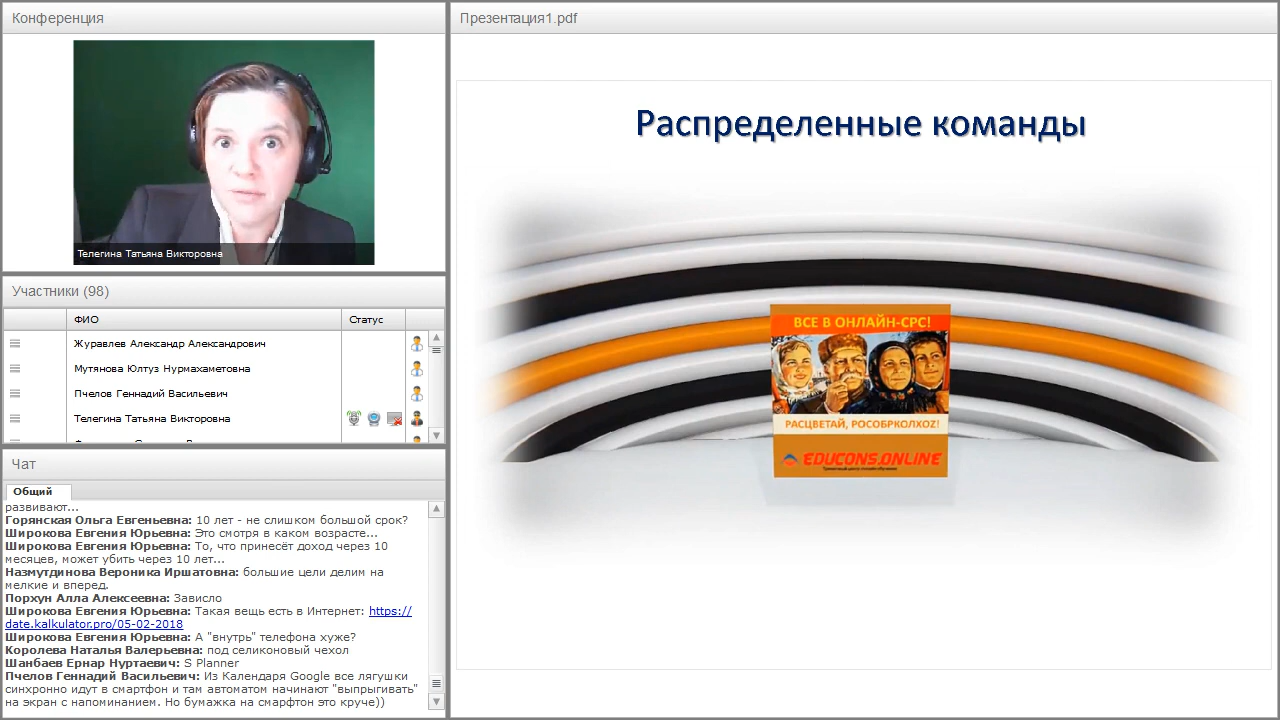 Конференция
Телегина Татьяна Викторовна
Участники (98)
ФИО
Статус
Журавлев Александр Александрович
Мутянова Юлтуз Нурмахметовна
Пчелов Геннадий Васильевич
Телегина Татьяна Викторовна
Чат
Общий
развивают...
Горянская Ольга Евгеньевна: 10 лет - не слишком большой срок?
Широкова Евгения Юрьевна: Это смотря в каком возрасте...
Широкова Евгения Юрьевна: То, что принесёт доход через 10
месяцев, может убить через 10 лет...
Назмутдинова Вероника Иршатовна: большие цели делим на
мелкие и вперед.
Порхун Алла Алексеевна: Зависло
Широкова Евгения Юрьевна: Такая вещь есть в Интернет: https://
date.kalkulator.pro/05-02-2018
Широкова Евгения Юрьевна: А "внутрь" телефона хуже?
Королева Наталья Валерьевна: под селиконовый чехол
Шанбаев Ернар Нуртаевич: S Planner
Пчелов Геннадий Васильевич: Из Календаря Google все лягушки
синхронно идут в смартфон и там автоматом начинают "выпрыгивать"
на экран с напоминанием. Но бумажка на смарфтон это круче))
Презентация1.pdf
Распределенные команды
ВСЕ В ОНЛАЙН-СРС!
РАСЦВЕТАЙ, РОСОБРКОЛХОZ!
EDUCONS.ONLINE